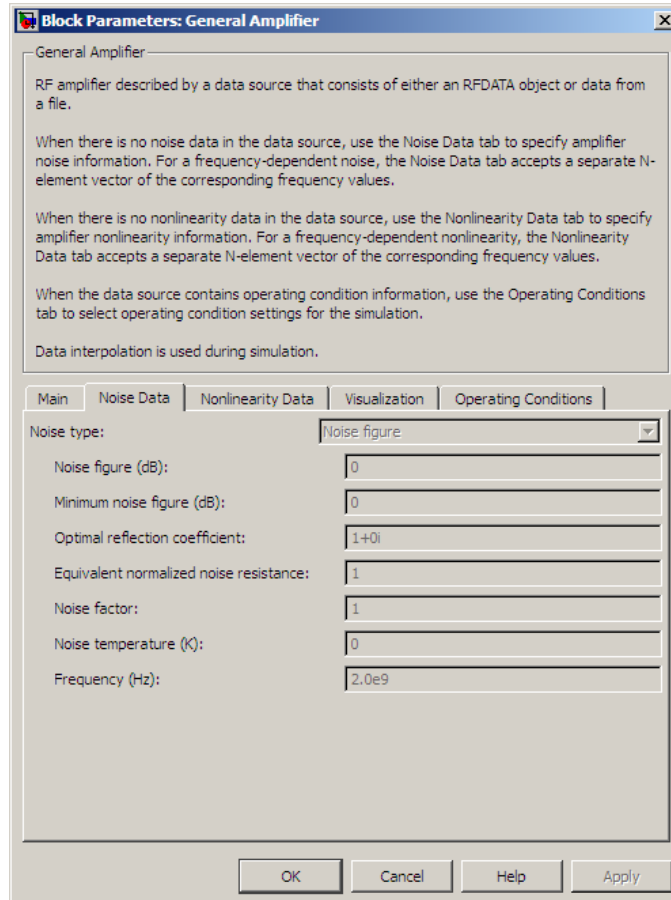 Block Parameters: General Amplifier
General Amplifier
RF amplifier described by a data source that consists of either an RFDATA object or data from
a file.
When there is no noise data in the data source, use the Noise Data tab to specify amplifier
noise information. For a frequency-dependent noise, the Noise Data tab accepts a separate N-
element vector of the corresponding frequency values.
When there is no nonlinearity data in the data source, use the Nonlinearity Data tab to specify
amplifier nonlinearity information. For a frequency-dependent nonlinearity, the Nonlinearity
Data tab accepts a separate N-element vector of the corresponding frequency values.
When the data source contains operating condition information, use the Operating Conditions
tab to select operating condition settings for the simulation.
Data interpolation is used during simulation.
Main Noise Data Nonlinearity Data Visualization Operating Conditions
Noise type: Noise figure
Noise figure (dB): 0
Minimum noise figure (dB): 0
Optimal reflection coefficient: 1+0i
Equivalent normalized noise resistance: 1
Noise factor: 1
Noise temperature (K): 0
Frequency (Hz): 2.0e9
OK Cancel Help Apply